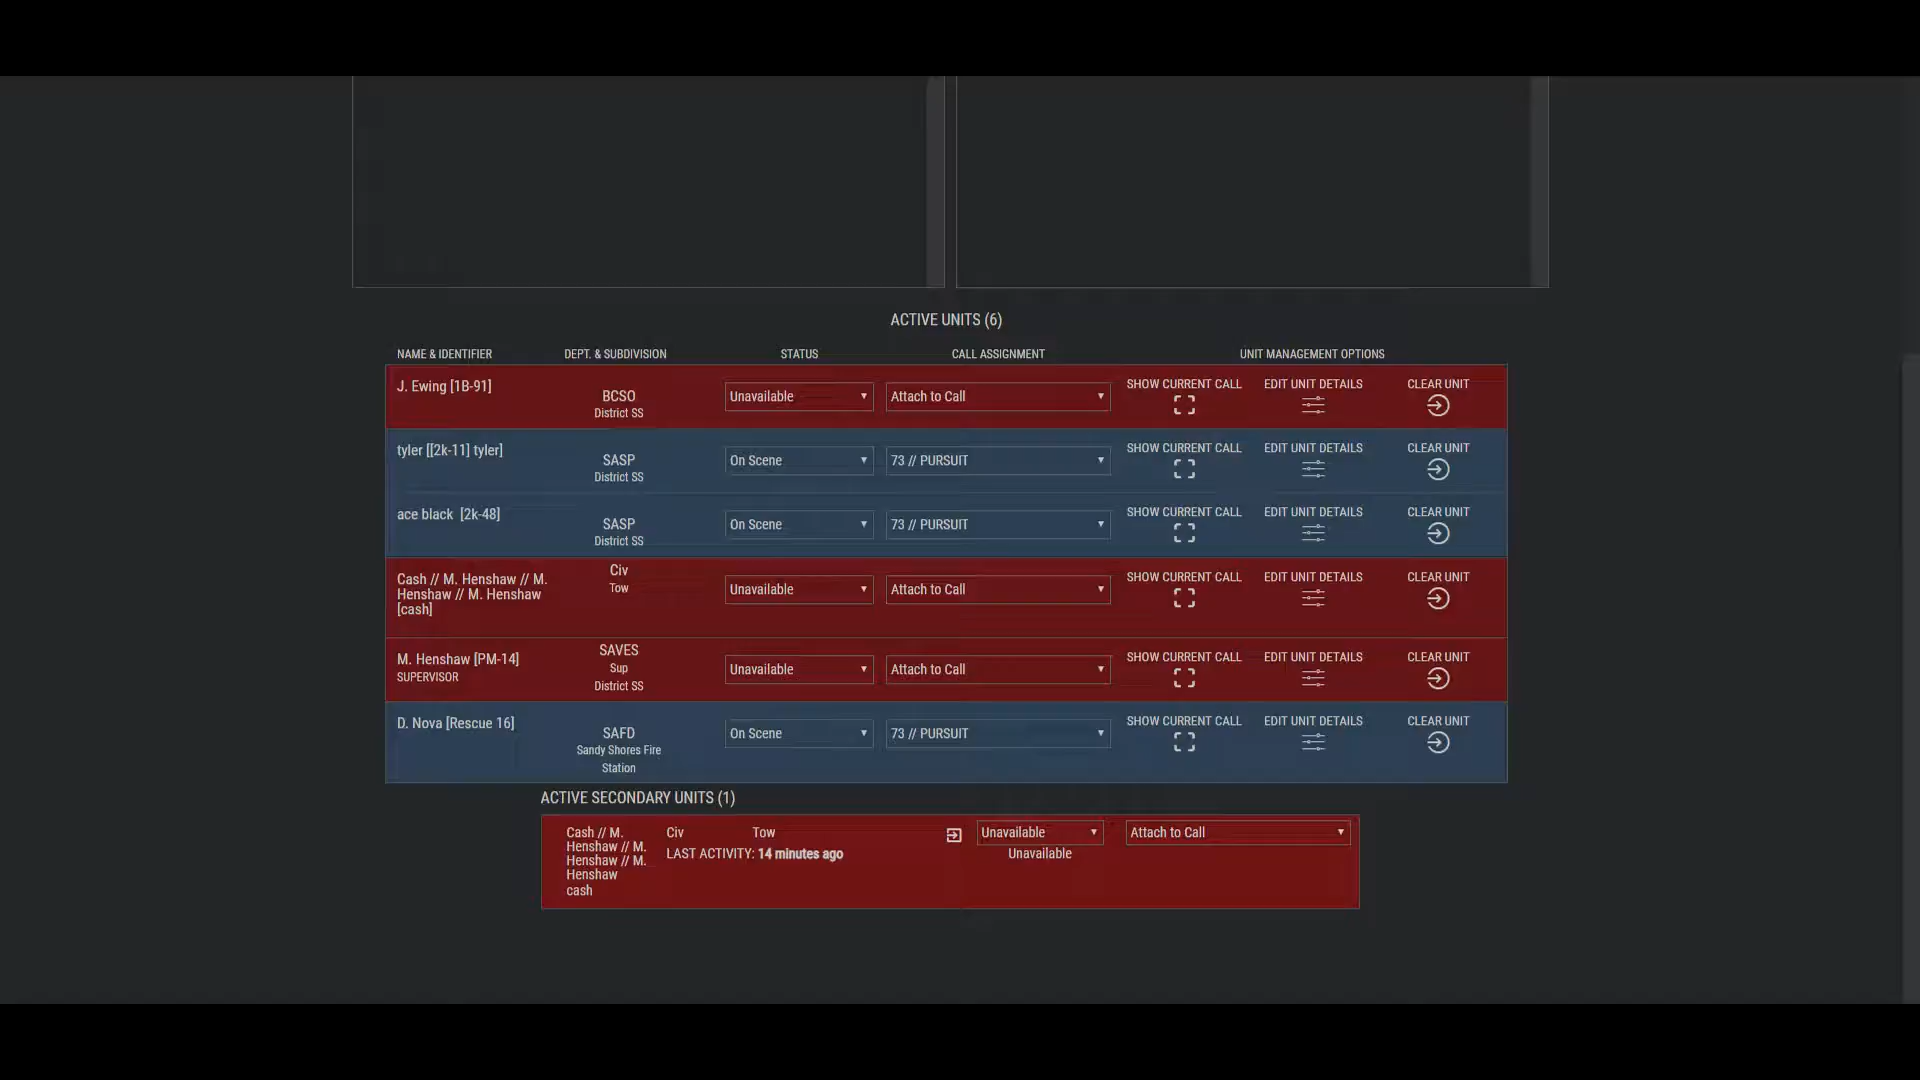 ACTIVE UNITS (6)
NAME & IDENTIFIER DEPT. & SUBDIVISION STATUS CALL ASSIGNMENT UNIT MANAGEMENT OPTIONS
J. Ewing [1B-91] BCSO Unavailable Attach to Call SHOW CURRENT CALL EDIT UNIT DETAILS CLEAR UNIT
District SS
tyler [[2k-11] tyler] SASP On Scene 73 // PURSUIT SHOW CURRENT CALL EDIT UNIT DETAILS CLEAR UNIT
District SS
ace black [2k-48] SASP On Scene 73 // PURSUIT SHOW CURRENT CALL EDIT UNIT DETAILS CLEAR UNIT
District SS
Cash // M. Henshaw // M. Civ Unavailable Attach to Call SHOW CURRENT CALL EDIT UNIT DETAILS CLEAR UNIT
Henshaw // M. Henshaw Tow
[cash]
M. Henshaw [PM-14] SAVES Unavailable Attach to Call SHOW CURRENT CALL EDIT UNIT DETAILS CLEAR UNIT
SUPERVISOR Sup
District SS
D. Nova [Rescue 16] SAFD On Scene 73 // PURSUIT SHOW CURRENT CALL EDIT UNIT DETAILS CLEAR UNIT
Sandy Shores Fire
Station
ACTIVE SECONDARY UNITS (1)
Cash // M. Civ Tow Unavailable Attach to Call
Henshaw // M. LAST ACTIVITY: 14 minutes ago Unavailable
Henshaw // M.
Henshaw
cash